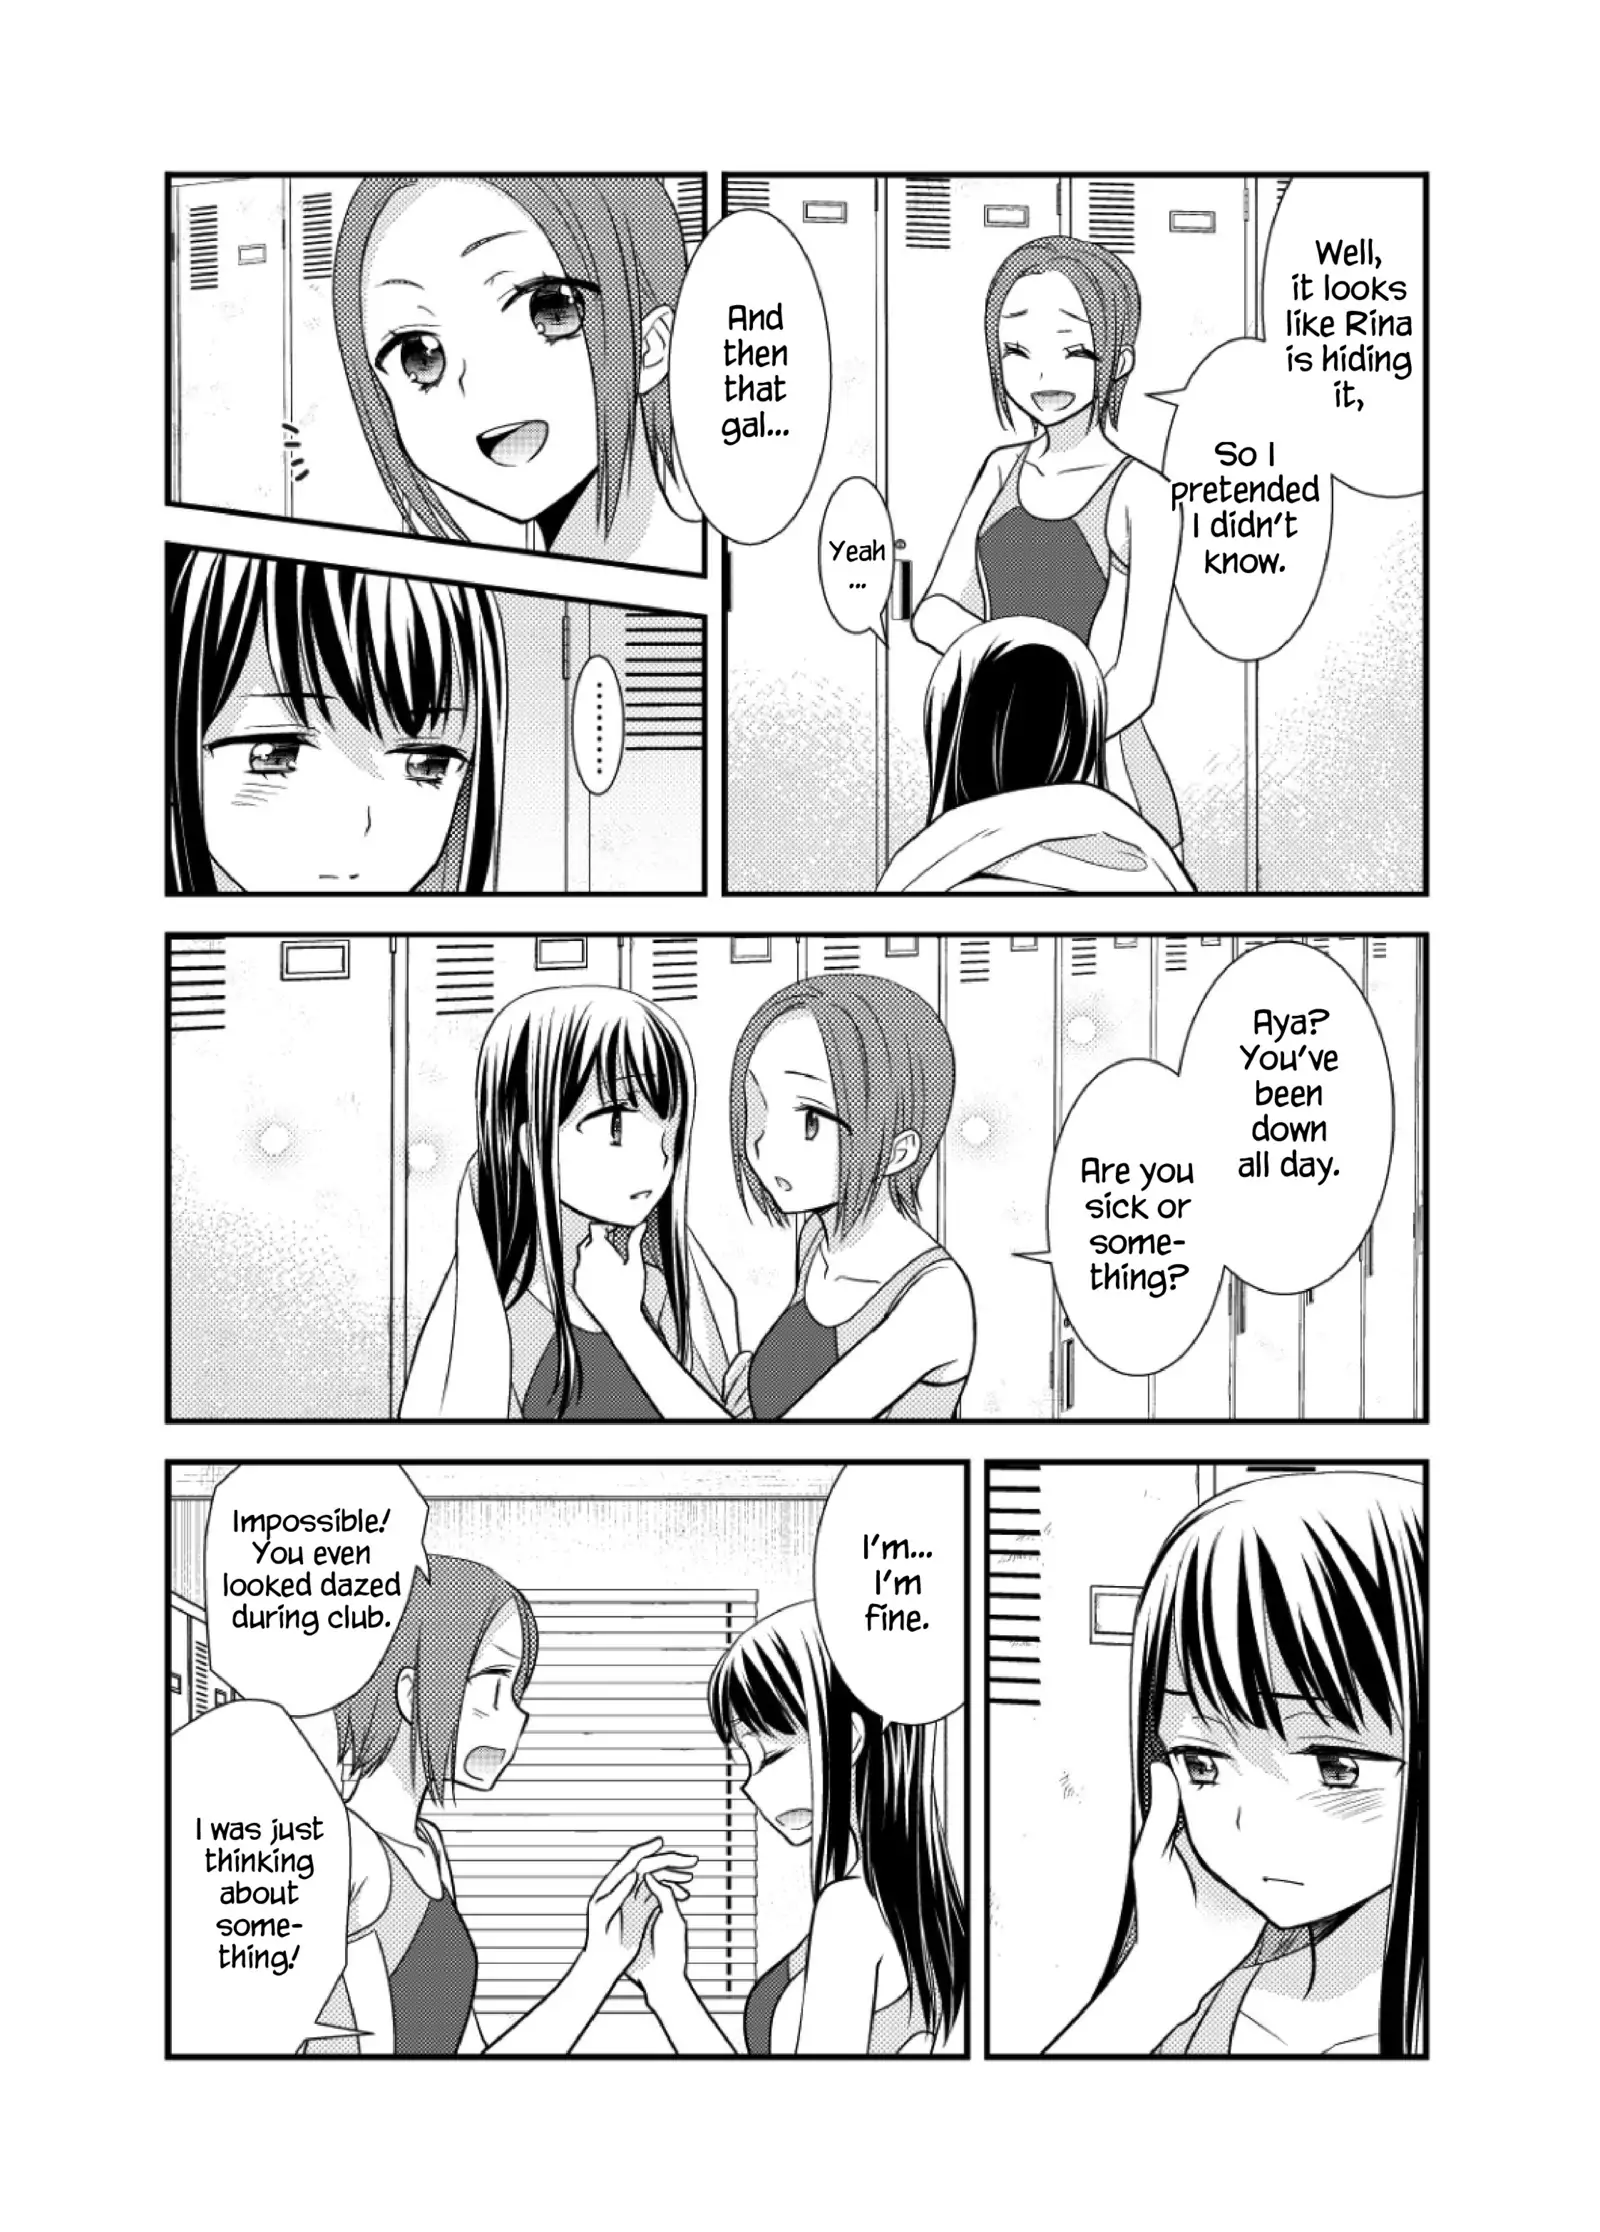 Well,
it looks
like Rina
is hiding
it,
So I
pretended
I didn't
know.
Yeah
...
And
then
that
gal...
.........
Aya?
You've
been
down
all day.
Are you
sick or
some-
thing?
I'm...
I'm
fine.
Impossible!
You even
looked dazed
during club.
I was just
thinking
about
some-
thing!